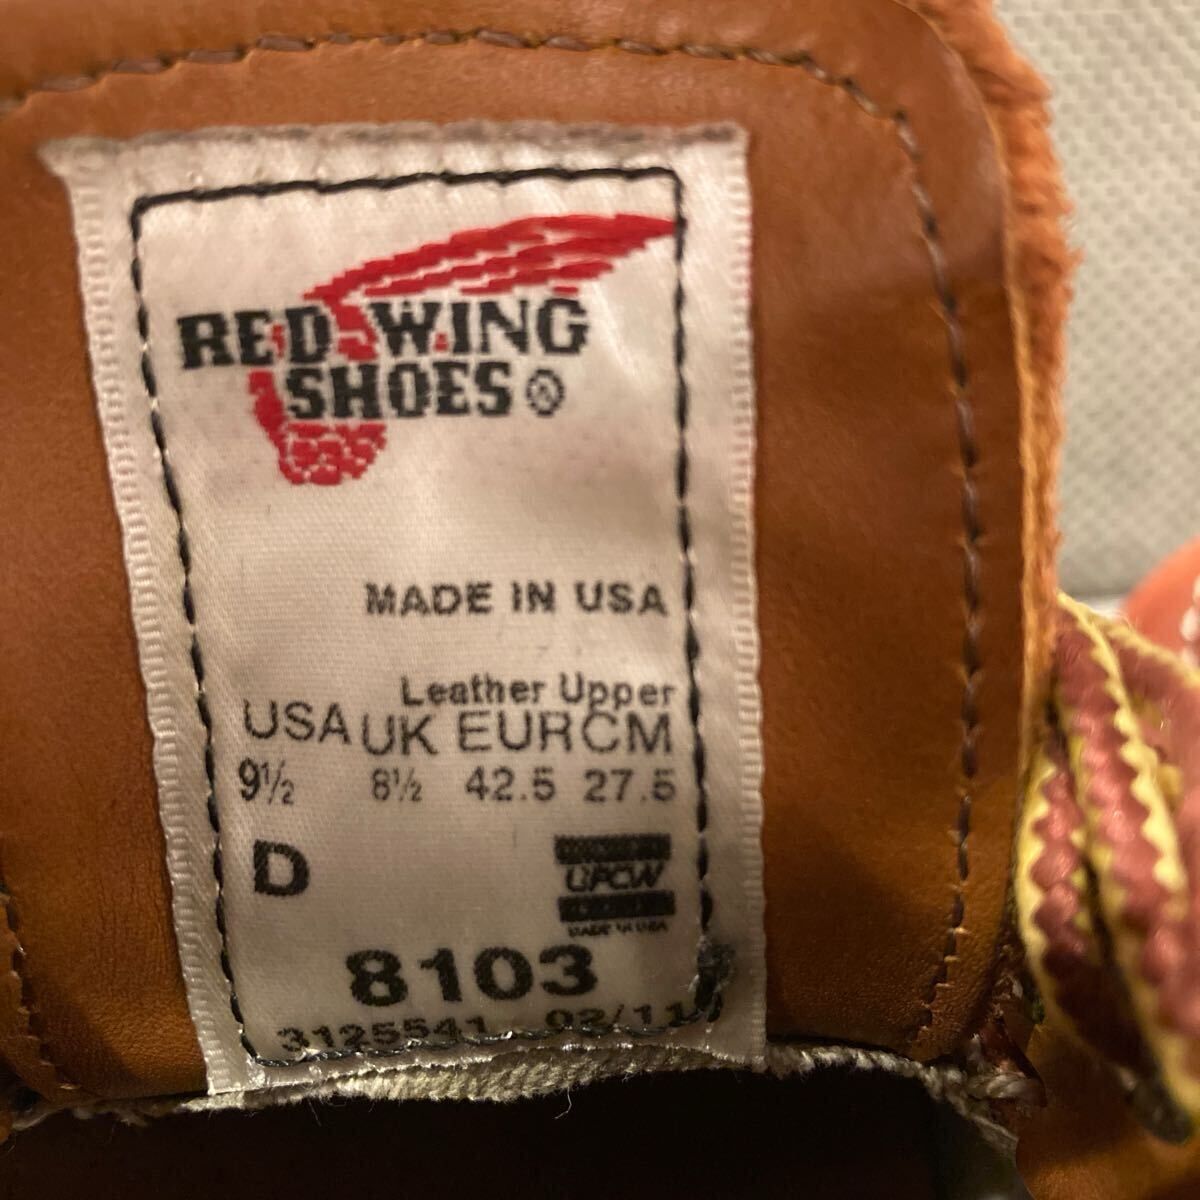 RED WING
SHOES®
MADE IN USA
Leather Upper
USA UK EUR CM
9½ 8½ 42.5 27.5
D
UFCW
MADE IN USA
8103
3125541 02/11